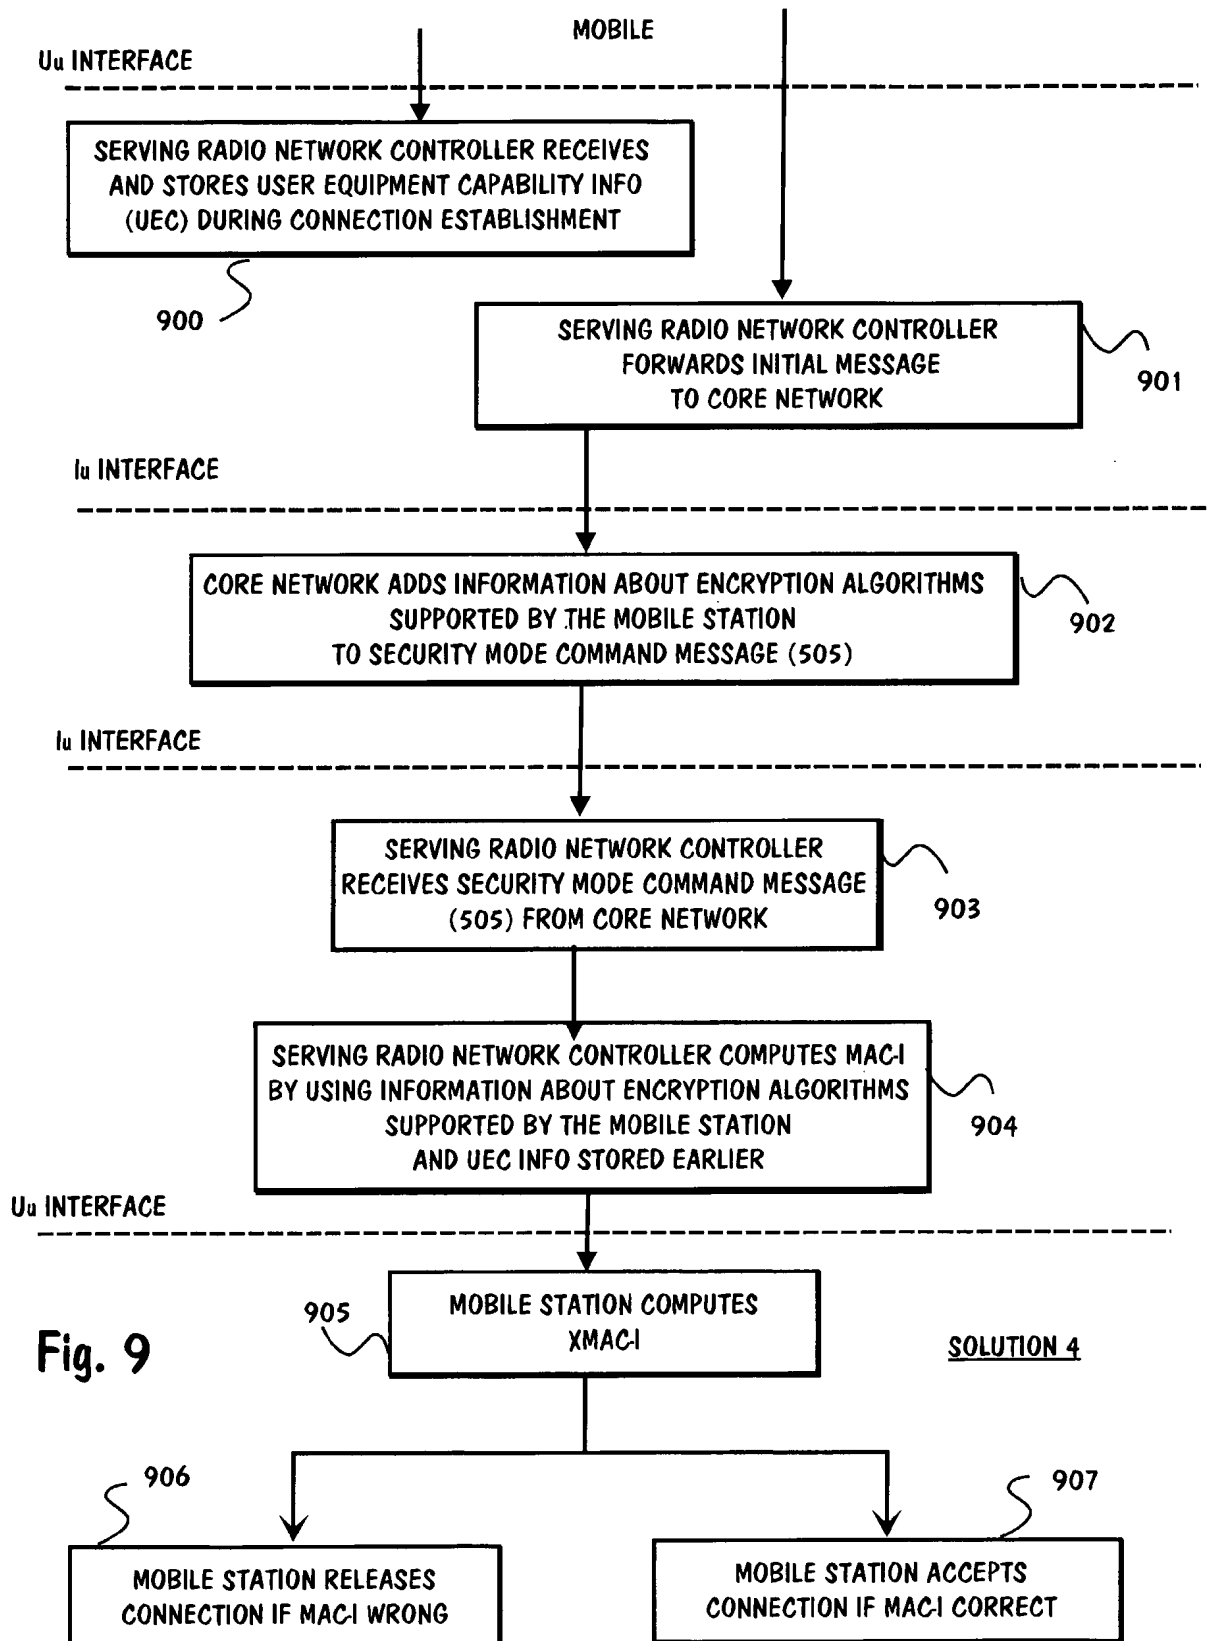 MOBILE
Uu INTERFACE
SERVING RADIO NETWORK CONTROLLER RECEIVES
AND STORES USER EQUIPMENT CAPABILITY INFO
(UEC) DURING CONNECTION ESTABLISHMENT
900
SERVING RADIO NETWORK CONTROLLER
FORWARDS INITIAL MESSAGE
TO CORE NETWORK
901
Iu INTERFACE
CORE NETWORK ADDS INFORMATION ABOUT ENCRYPTION ALGORITHMS
SUPPORTED BY THE MOBILE STATION
TO SECURITY MODE COMMAND MESSAGE (505)
902
Iu INTERFACE
SERVING RADIO NETWORK CONTROLLER
RECEIVES SECURITY MODE COMMAND MESSAGE
(505) FROM CORE NETWORK
903
SERVING RADIO NETWORK CONTROLLER COMPUTES MAC-I
BY USING INFORMATION ABOUT ENCRYPTION ALGORITHMS
SUPPORTED BY THE MOBILE STATION
AND UEC INFO STORED EARLIER
904
Uu INTERFACE
MOBILE STATION COMPUTES
XMAC-I
905
Fig. 9
SOLUTION 4
906
907
MOBILE STATION RELEASES
CONNECTION IF MAC-I WRONG
MOBILE STATION ACCEPTS
CONNECTION IF MAC-I CORRECT